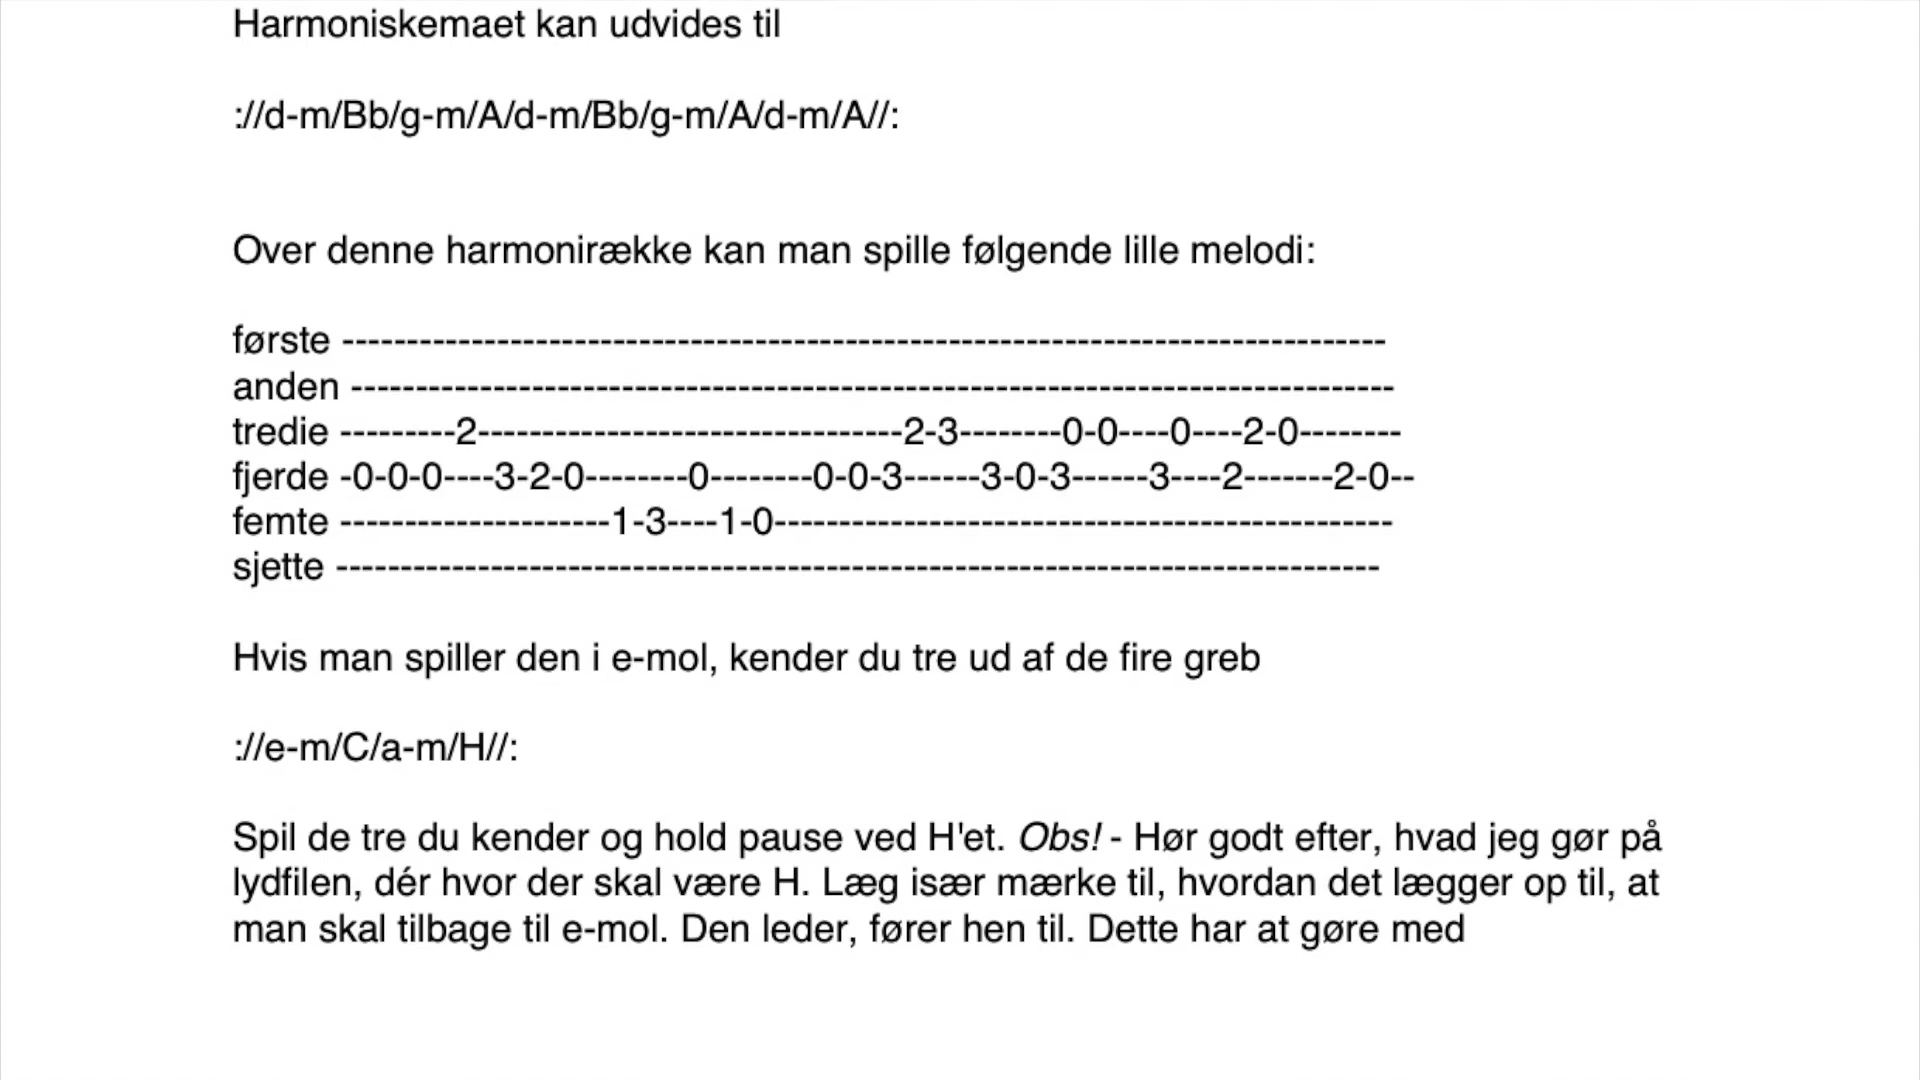 Harmoniskemaet kan udvides til
://d-m/Bb/g-m/A/d-m/Bb/g-m/A/d-m/A//:
Over denne harmonirække kan man spille følgende lille melodi:
første ---------------------------------------------------------------------------------
anden ---------------------------------------------------------------------------------
tredie ---------2---------------------------------2-3--------0-0----0----2-0--------
fjerde -0-0-0----3-2-0--------0--------0-0-3------3-0-3------3----2-------2-0--
femte ---------------------1-3----1-0------------------------------------------------
sjette ---------------------------------------------------------------------------------
Hvis man spiller den i e-mol, kender du tre ud af de fire greb
://e-m/C/a-m/H//:
Spil de tre du kender og hold pause ved H'et. Obs! - Hør godt efter, hvad jeg gør på
lydfilen, dér hvor der skal være H. Læg især mærke til, hvordan det lægger op til, at
man skal tilbage til e-mol. Den leder, fører hen til. Dette har at gøre med